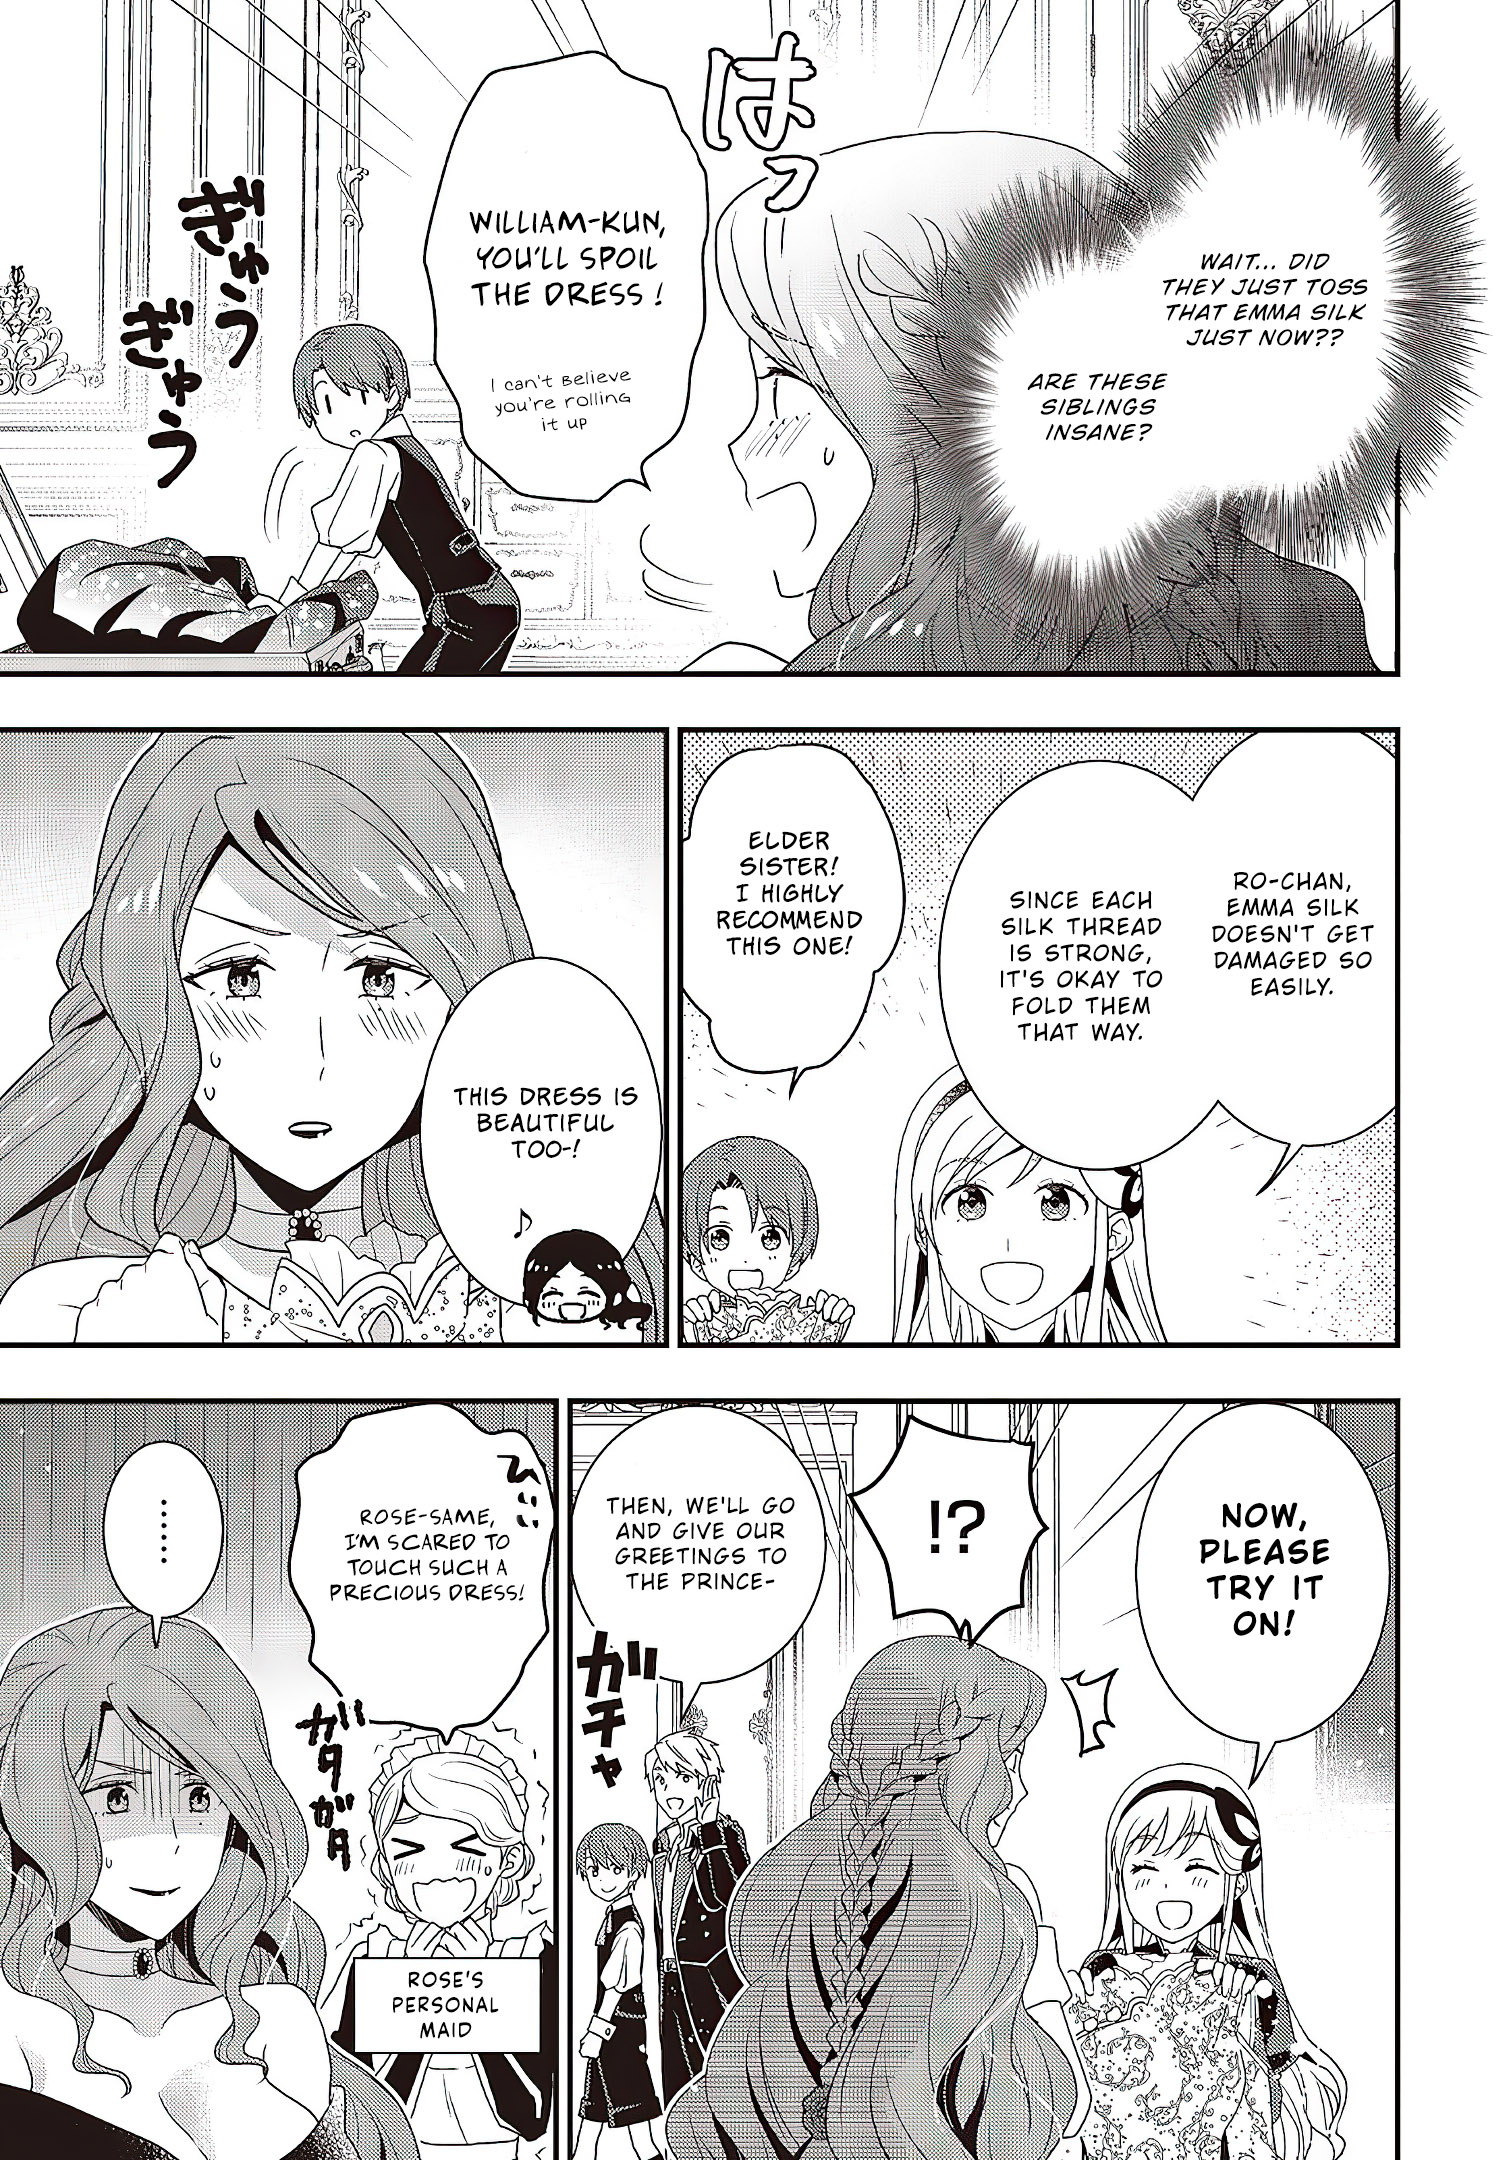 WAIT... DID
THEY JUST TOSS
THAT EMMA SILK
JUST NOW??
ARE THESE
SIBLINGS
INSANE?
はっ
WILLIAM-KUN,
YOU'LL SPOIL
THE DRESS!
I can't believe
you're rolling
it up
ぎゅう
ぎゅう
RO-CHAN,
EMMA SILK
DOESN'T GET
DAMAGED SO
EASILY.
SINCE EACH
SILK THREAD
IS STRONG,
IT'S OKAY TO
FOLD THEM
THAT WAY.
ELDER
SISTER!
I HIGHLY
RECOMMEND
THIS ONE!
THIS DRESS IS
BEAUTIFUL
TOO-!
♪
NOW,
PLEASE
TRY IT
ON!
!?
THEN, WE'LL GO
AND GIVE OUR
GREETINGS TO
THE PRINCE-
ガチャ
ひぃぃ
ROSE-SAME,
I'M SCARED TO
TOUCH SUCH A
PRECIOUS DRESS!
ガタガタ
ROSE'S
PERSONAL
MAID
......